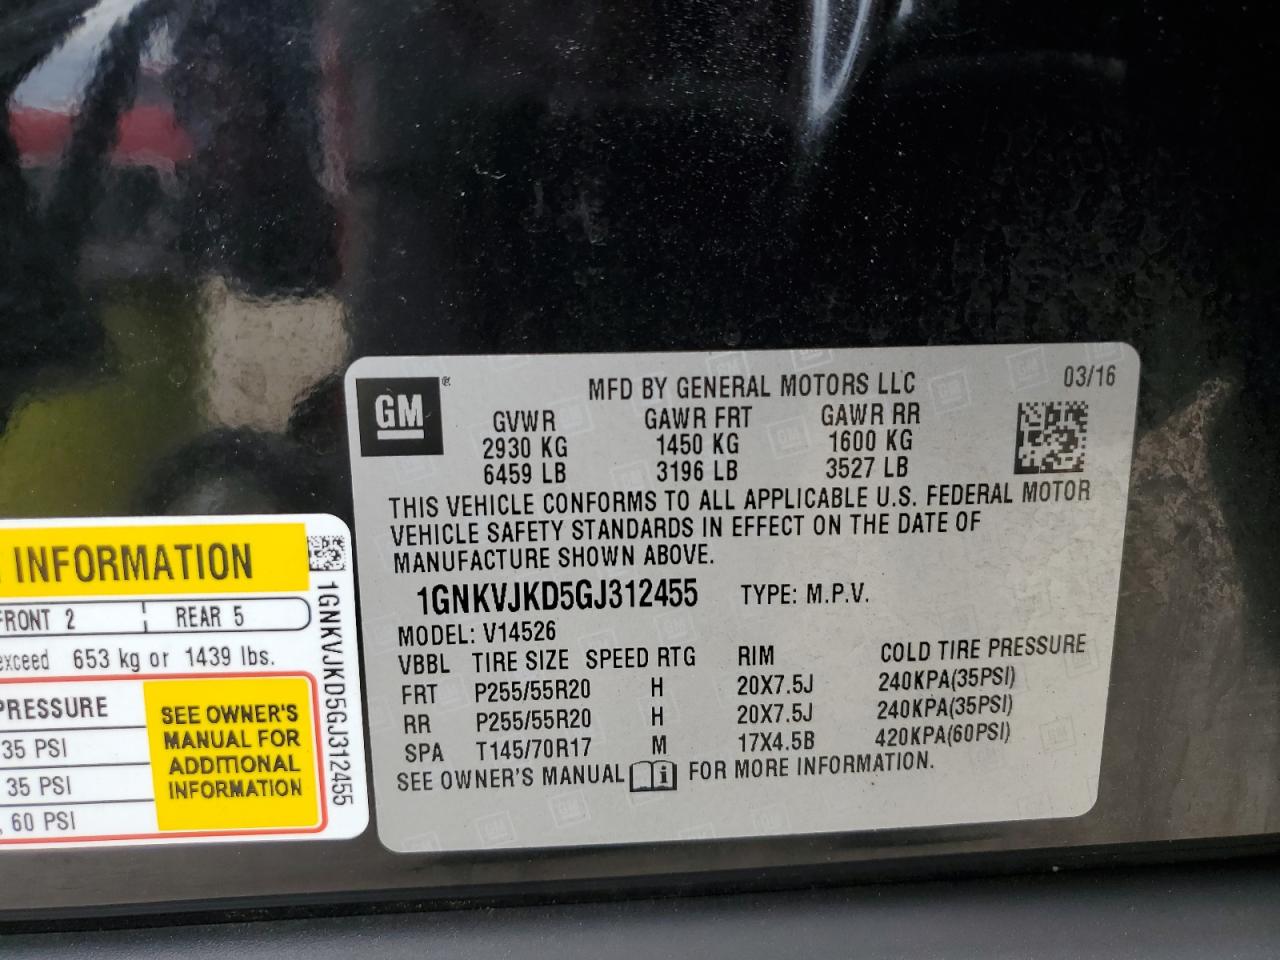 GM
®
MFD BY GENERAL MOTORS LLC
03/16
GVWR GAWR FRT GAWR RR
2930 KG 1450 KG 1600 KG
6459 LB 3196 LB 3527 LB
THIS VEHICLE CONFORMS TO ALL APPLICABLE U.S. FEDERAL MOTOR
VEHICLE SAFETY STANDARDS IN EFFECT ON THE DATE OF
MANUFACTURE SHOWN ABOVE.
1GNKVJKD5GJ312455 TYPE: M.P.V.
MODEL: V14526
VBBL TIRE SIZE SPEED RTG RIM COLD TIRE PRESSURE
FRT P255/55R20 H 20X7.5J 240KPA(35PSI)
RR P255/55R20 H 20X7.5J 240KPA(35PSI)
SPA T145/70R17 M 17X4.5B 420KPA(60PSI)
SEE OWNER'S MANUAL i FOR MORE INFORMATION.
INFORMATION
FRONT 2 REAR 5
exceed 653 kg or 1439 lbs.
PRESSURE
35 PSI
35 PSI
, 60 PSI
SEE OWNER'S
MANUAL FOR
ADDITIONAL
INFORMATION
1GNKVJKD5GJ312455